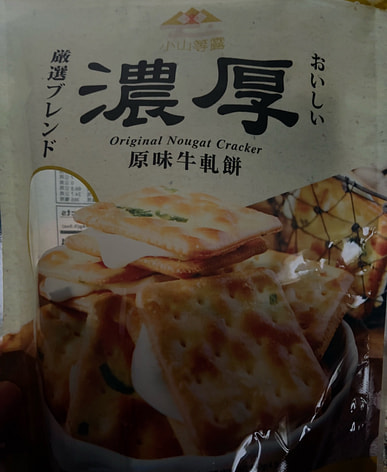 小山等露
厳選ブレンド
濃厚
おいしい
Original Nougat Cracker
原味牛軋餅